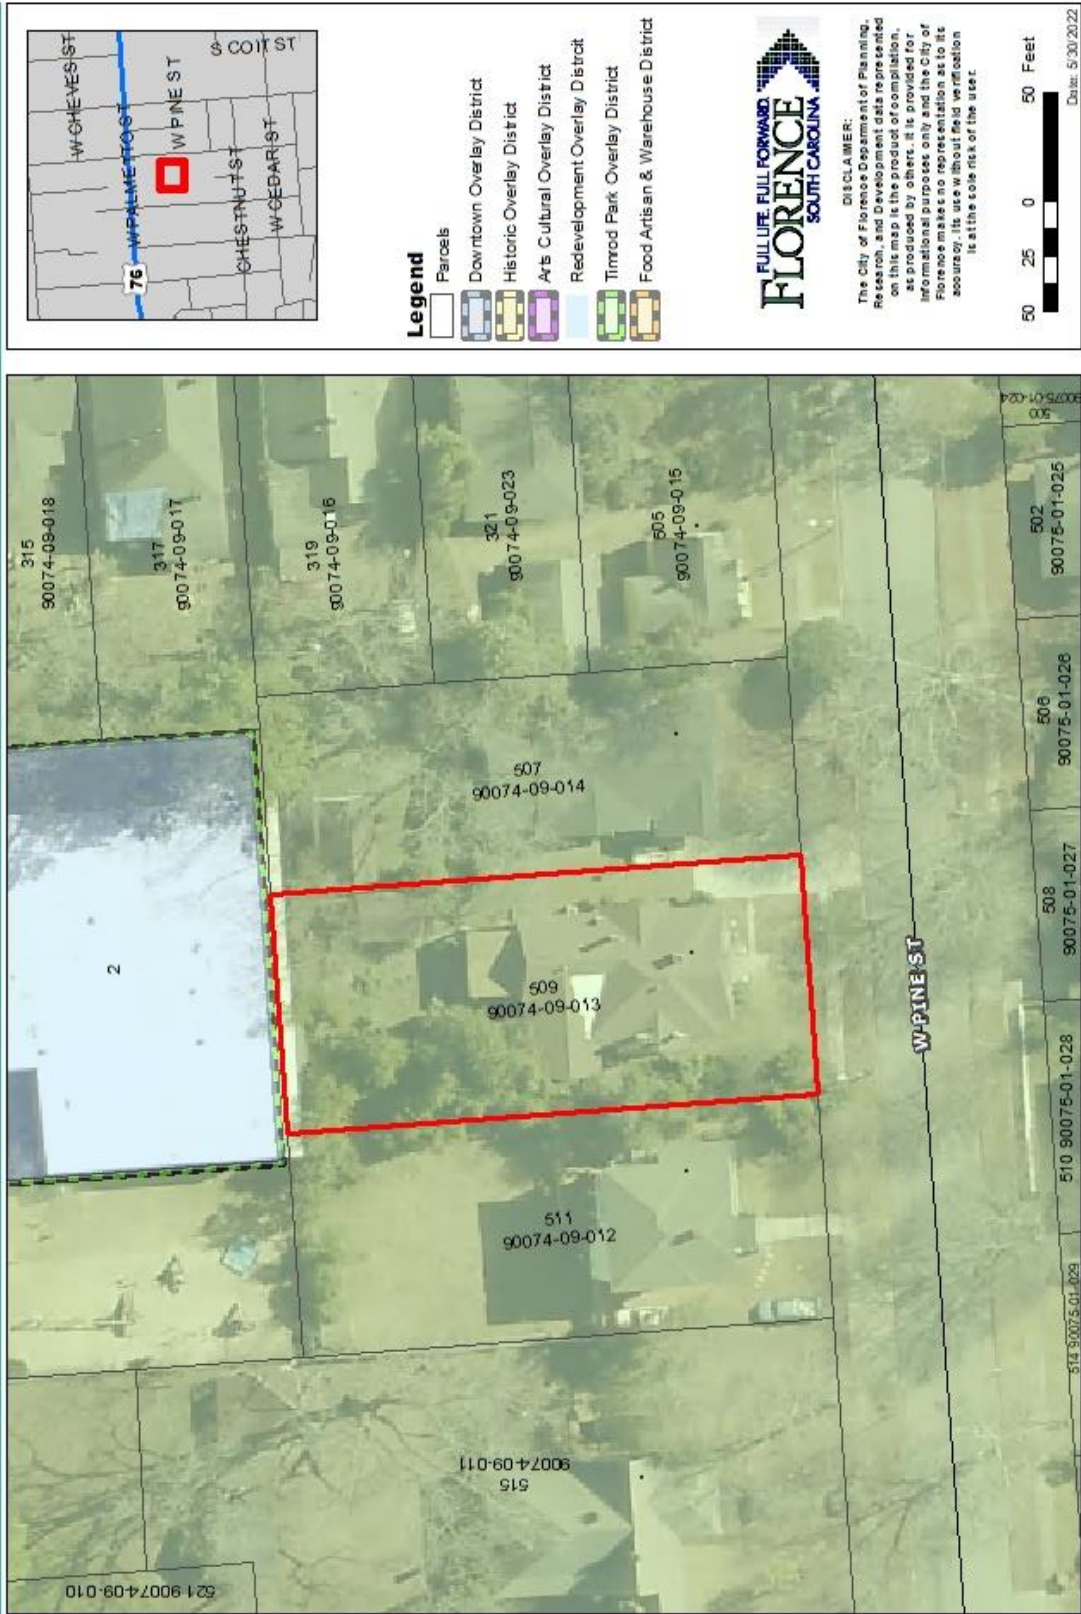 W CHEVES ST
W PALMETTO ST
76
W PINE ST
S COIT ST
CHESTNUT ST
W CEDAR ST
Legend
Parcels
Downtown Overlay District
Historic Overlay District
Arts Cultural Overlay District
Redevelopment Overlay Distrcit
Timrod Park Overlay District
Food Artisan & Warehouse District
FULL LIFE. FULL FORWARD.
FLORENCE
SOUTH CAROLINA
DISCLAIMER:
The City of Florence Department of Planning,
Research, and Development data represented
on this map is the product of compilation,
as produced by others. It is provided for
informational purposes only and the City of
Florence makes no representation as to its
accuracy. Its use without field verification
is at the sole risk of the user.
50 25 0 50 Feet
Date: 5/30/2022
315
90074-09-018
317
90074-09-017
319
90074-09-016
321
90074-09-023
505
90074-09-015
2
507
90074-09-014
509
90074-09-013
511
90074-09-012
515
90074-09-011
521 90074-09-010
W PINE ST
500
90075-01-024
502
90075-01-025
506
90075-01-026
508
90075-01-027
510 90075-01-028
514 90075-01-029